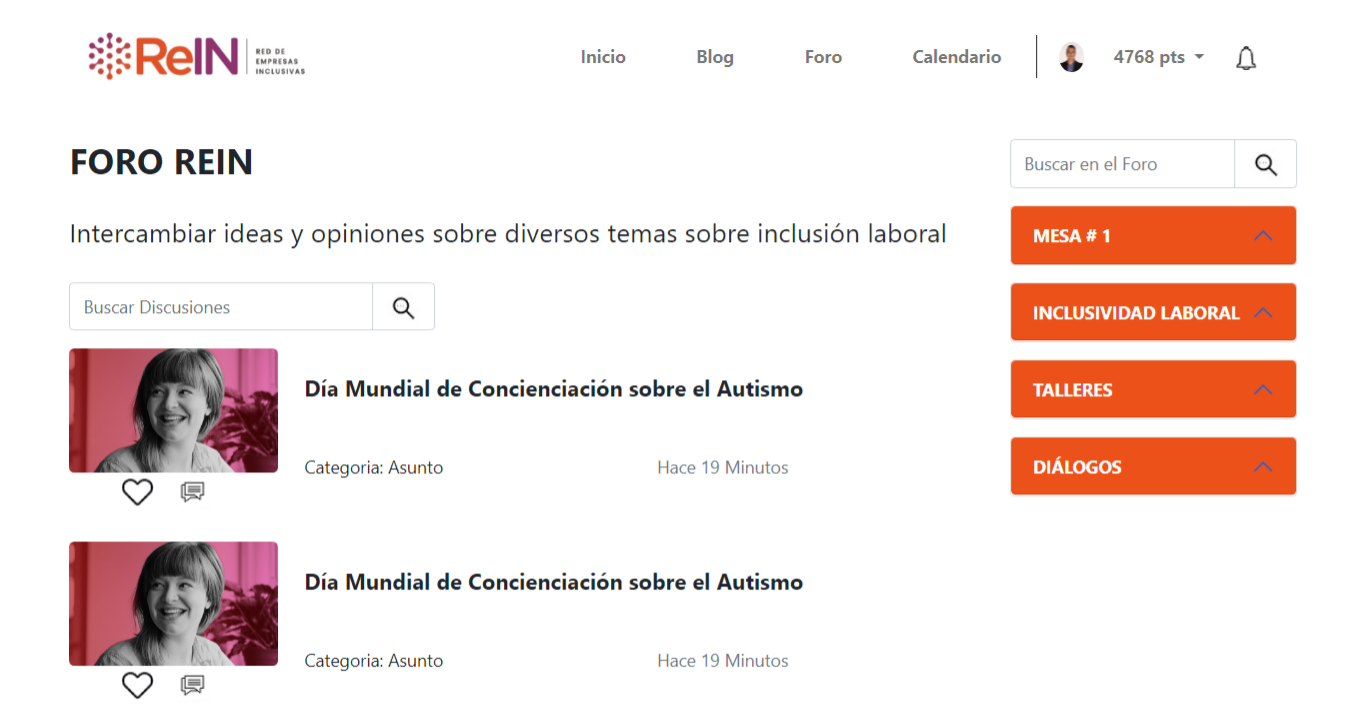 ReIN
RED DE
EMPRESAS
INCLUSIVAS
Inicio
Blog
Foro
Calendario
4768 pts
FORO REIN
Intercambiar ideas y opiniones sobre diversos temas sobre inclusión laboral
Buscar Discusiones
Día Mundial de Concienciación sobre el Autismo
Categoria: Asunto
Hace 19 Minutos
Día Mundial de Concienciación sobre el Autismo
Categoria: Asunto
Hace 19 Minutos
Buscar en el Foro
MESA # 1
INCLUSIVIDAD LABORAL
TALLERES
DIÁLOGOS